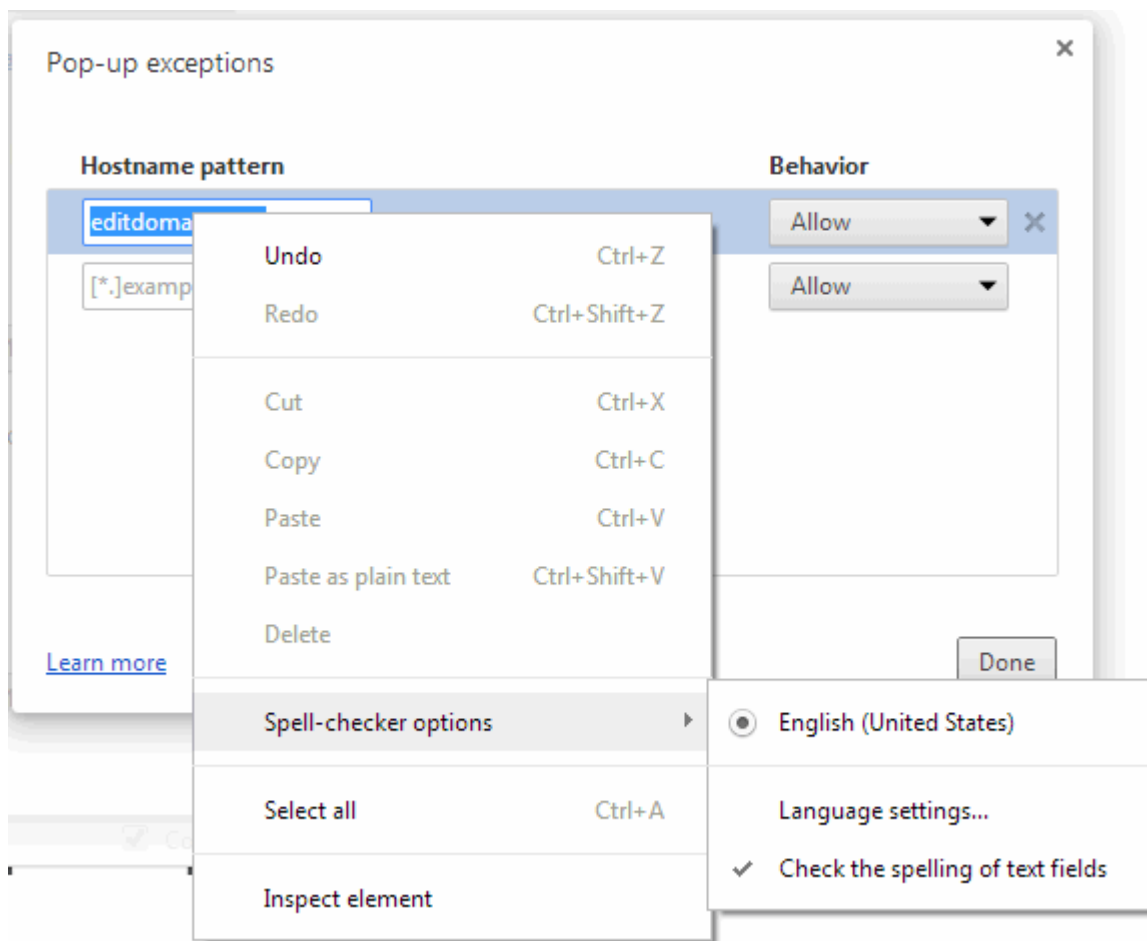 Pop-up exceptions
Hostname pattern Behavior
editdoma Allow
[*.]examp Allow
Undo Ctrl+Z
Redo Ctrl+Shift+Z
Cut Ctrl+X
Copy Ctrl+C
Paste Ctrl+V
Paste as plain text Ctrl+Shift+V
Delete
Learn more Done
Spell-checker options English (United States)
Select all Ctrl+A Language settings...
Check the spelling of text fields
Inspect element